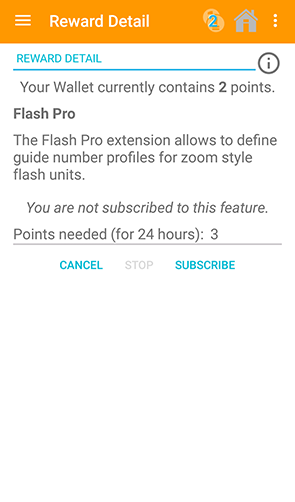 Reward Detail
2
REWARD DETAIL
Your Wallet currently contains 2 points.
Flash Pro
The Flash Pro extension allows to define
guide number profiles for zoom style
flash units.
You are not subscribed to this feature.
Points needed (for 24 hours): 3
CANCEL STOP SUBSCRIBE